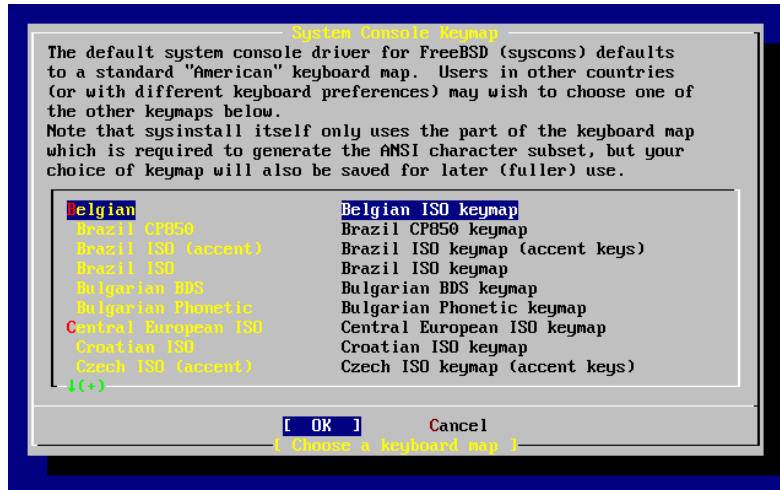 System Console Keymap
The default system console driver for FreeBSD (syscons) defaults
to a standard "American" keyboard map.  Users in other countries
(or with different keyboard preferences) may wish to choose one of
the other keymaps below.
Note that sysinstall itself only uses the part of the keyboard map
which is required to generate the ANSI character subset, but your
choice of keymap will also be saved for later (fuller) use.
Belgian Belgian ISO keymap
Brazil CP850 Brazil CP850 keymap
Brazil ISO (accent) Brazil ISO keymap (accent keys)
Brazil ISO Brazil ISO keymap
Bulgarian BDS Bulgarian BDS keymap
Bulgarian Phonetic Bulgarian Phonetic keymap
Central European ISO Central European ISO keymap
Croatian ISO Croatian ISO keymap
Czech ISO (accent) Czech ISO keymap (accent keys)
↓(+)
[ OK ] Cancel
[ Choose a keyboard map ]